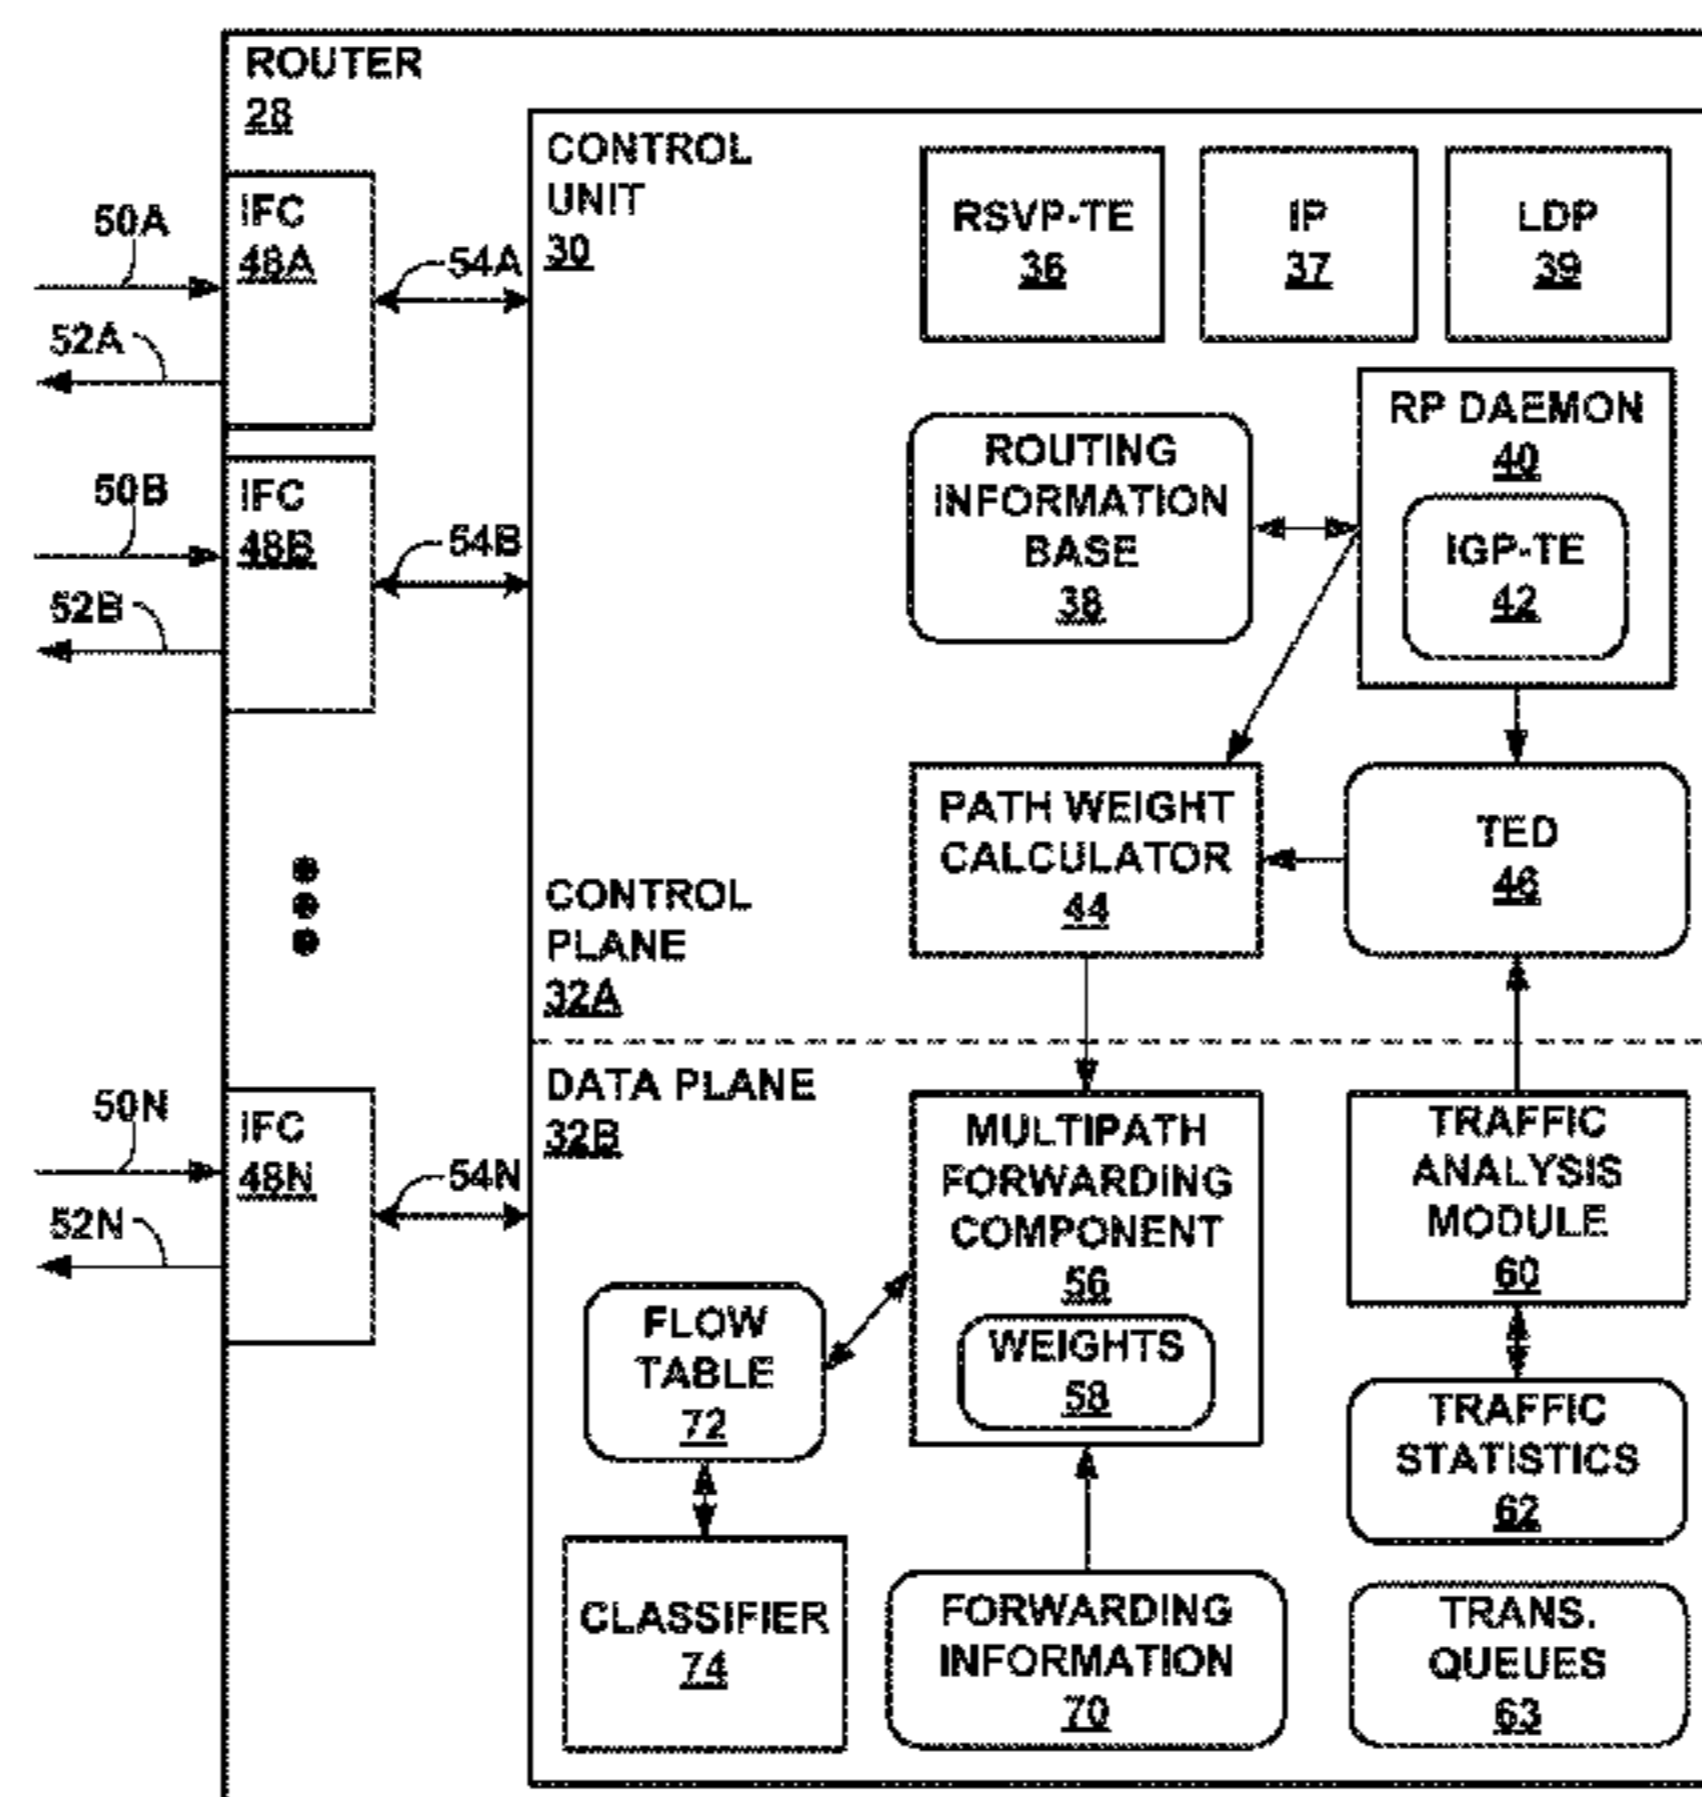 ROUTER
28
CONTROL
UNIT
30
RSVP-TE
36
IP
37
LDP
39
50A
52A
IFC
48A
54A
RP DAEMON
40
IGP-TE
42
ROUTING
INFORMATION
BASE
38
50B
52B
IFC
48B
54B
PATH WEIGHT
CALCULATOR
44
TED
46
CONTROL
PLANE
32A
DATA PLANE
32B
50N
52N
IFC
48N
54N
MULTIPATH
FORWARDING
COMPONENT
56
WEIGHTS
58
TRAFFIC
ANALYSIS
MODULE
60
FLOW
TABLE
72
TRAFFIC
STATISTICS
62
CLASSIFIER
74
FORWARDING
INFORMATION
70
TRANS.
QUEUES
63